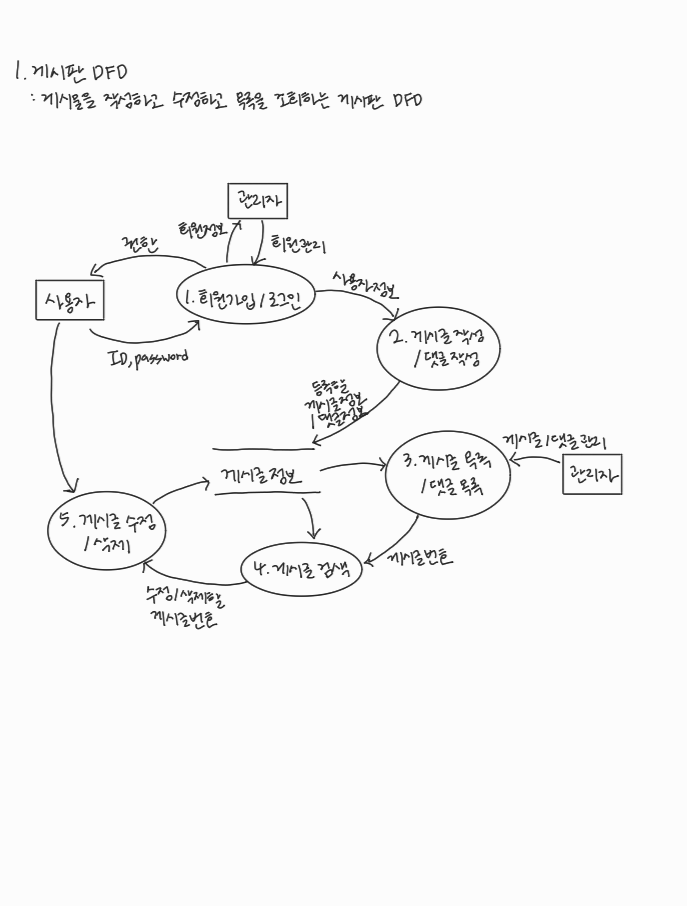 1. 게시판 DFD
: 게시물을 작성하고 수정하고 목록을 조회하는 게시판 DFD
관리자
회원정보
회원관리
권한
사용자
1. 회원가입/로그인
사용자정보
ID, password
2. 게시글 작성
/댓글작성
등록할
게시글정보
/댓글정보
게시글 정보
3. 게시글 목록
/댓글 목록
게시글/댓글 관리
관리자
5. 게시글 수정
/삭제
4. 게시글 검색
게시글번호
수정/삭제할
게시글번호